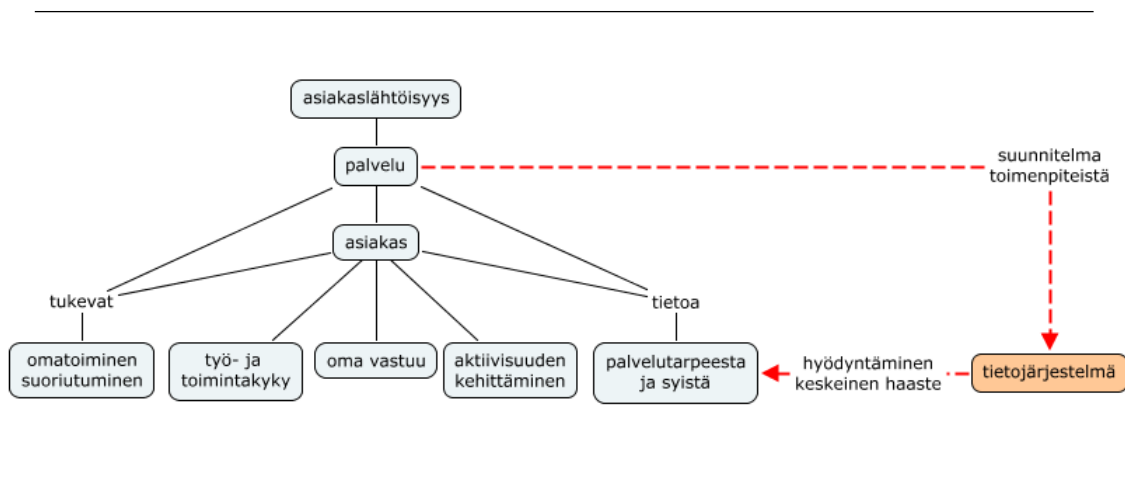 asiakaslähtöisyys
palvelu
suunnitelma
toimenpiteistä
asiakas
tukevat
tietoa
omatoiminen
suoriutuminen
työ- ja
toimintakyky
oma vastuu
aktiivisuuden
kehittäminen
palvelutarpeesta
ja syistä
hyödyntäminen
keskeinen haaste
tietojärjestelmä